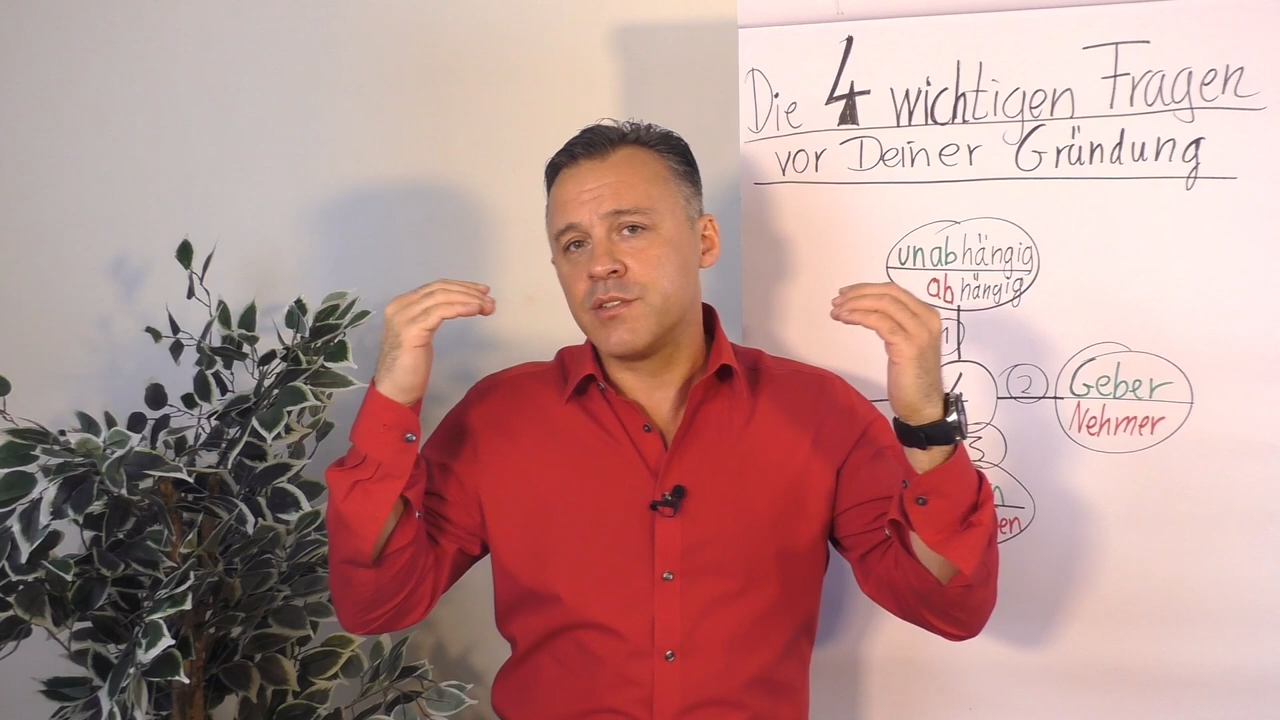 Die 4 wichtigen Fragen
vor Deiner Gründung
unabhängig
abhängig
1
2
Geber
Nehmer
3